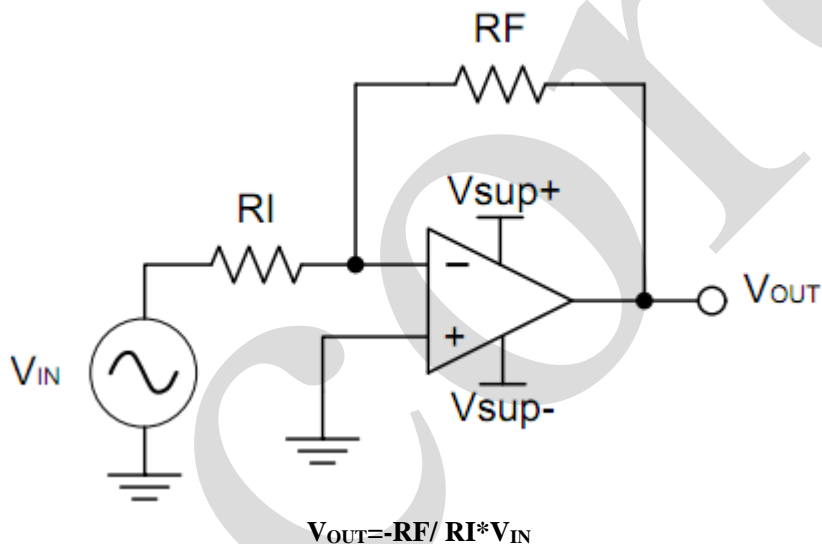 RF
Vsup+
RI
−
VOUT
+
VIN
Vsup-
VOUT=-RF/ RI*VIN